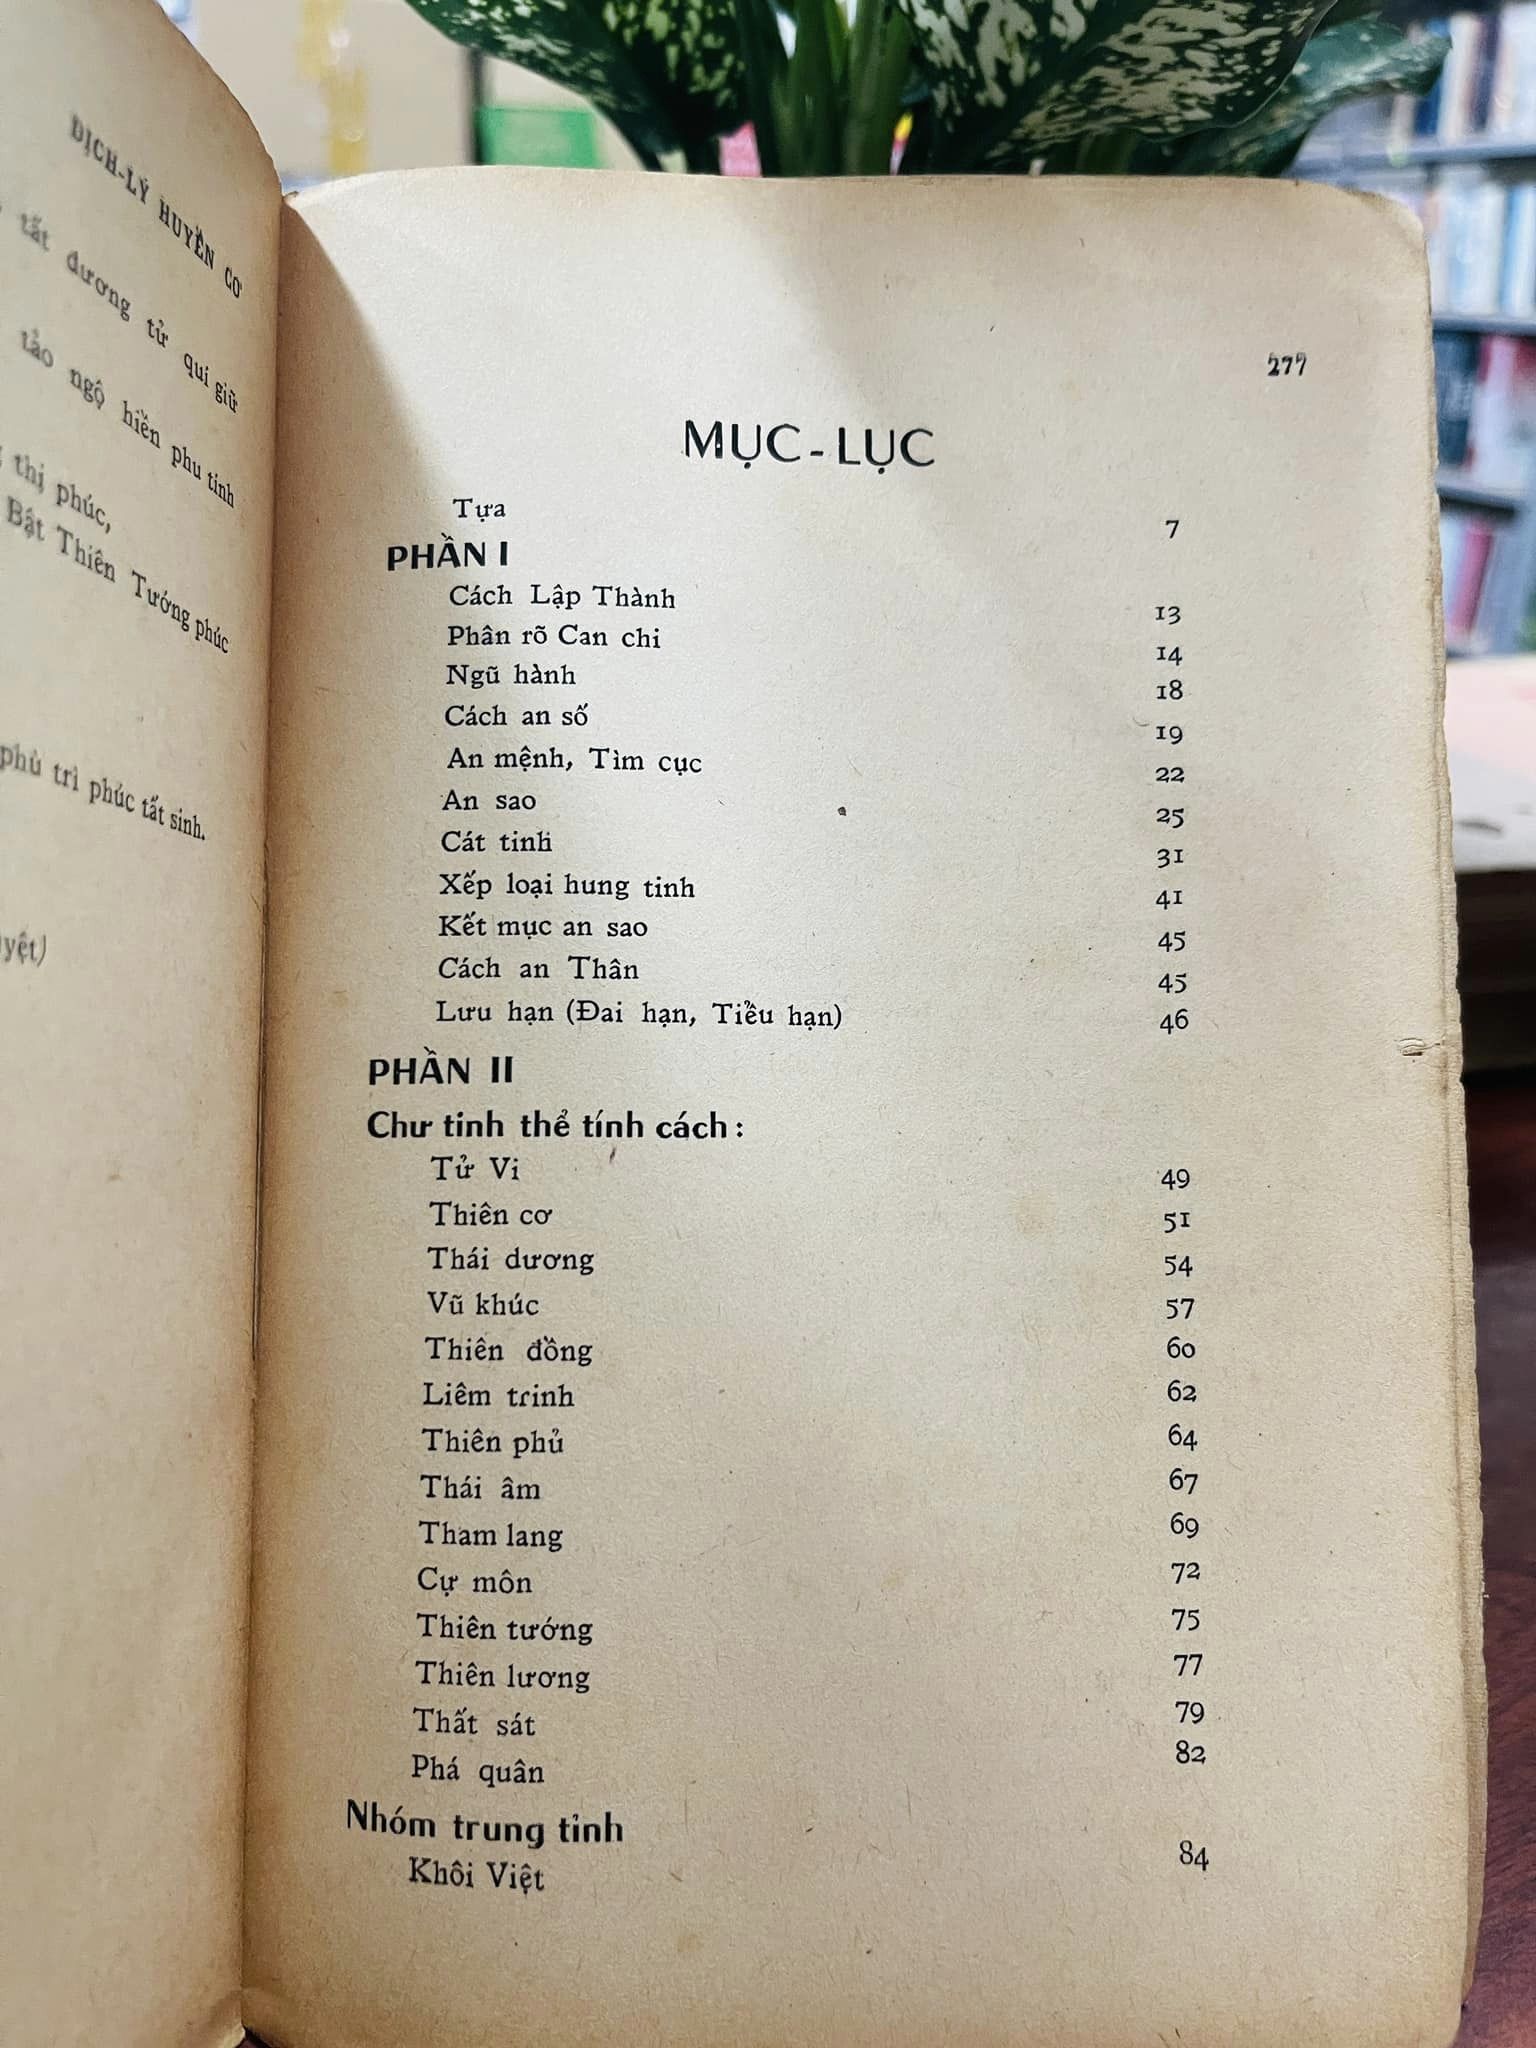 ĐỊCH-LÝ HUYỀN CƠ
tất dương tử qui giữ
tảo ngộ hiền phu tinh
thị phúc,
Bật Thiên Tướng phúc
phù trì phúc tất sinh.
277
MỤC-LỤC
Tựa 7
PHẦN I
Cách Lập Thành 13
Phân rõ Can chi 14
Ngũ hành 18
Cách an số 19
An mệnh, Tìm cục 22
An sao 25
Cát tinh 31
Xếp loại hung tinh 41
Kết mục an sao 45
Cách an Thân 45
Lưu hạn (Đai hạn, Tiểu hạn) 46
PHẦN II
Chư tinh thể tính cách :
Tử Vi 49
Thiên cơ 51
Thái dương 54
Vũ khúc 57
Thiên đồng 60
Liêm trinh 62
Thiên phủ 64
Thái âm 67
Tham lang 69
Cự môn 72
Thiên tướng 75
Thiên lương 77
Thất sát 79
Phá quân 82
Nhóm trung tỉnh
Khôi Việt 84